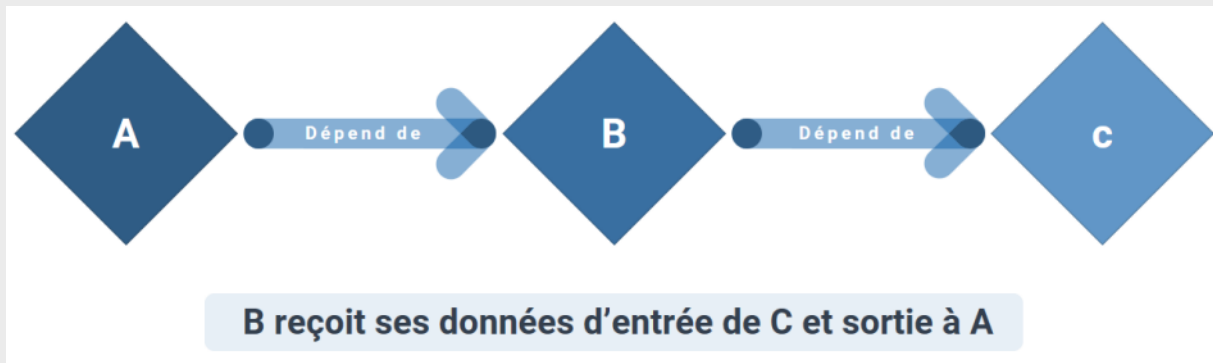 A
Dépend de
B
Dépend de
c
B reçoit ses données d'entrée de C et sortie à A